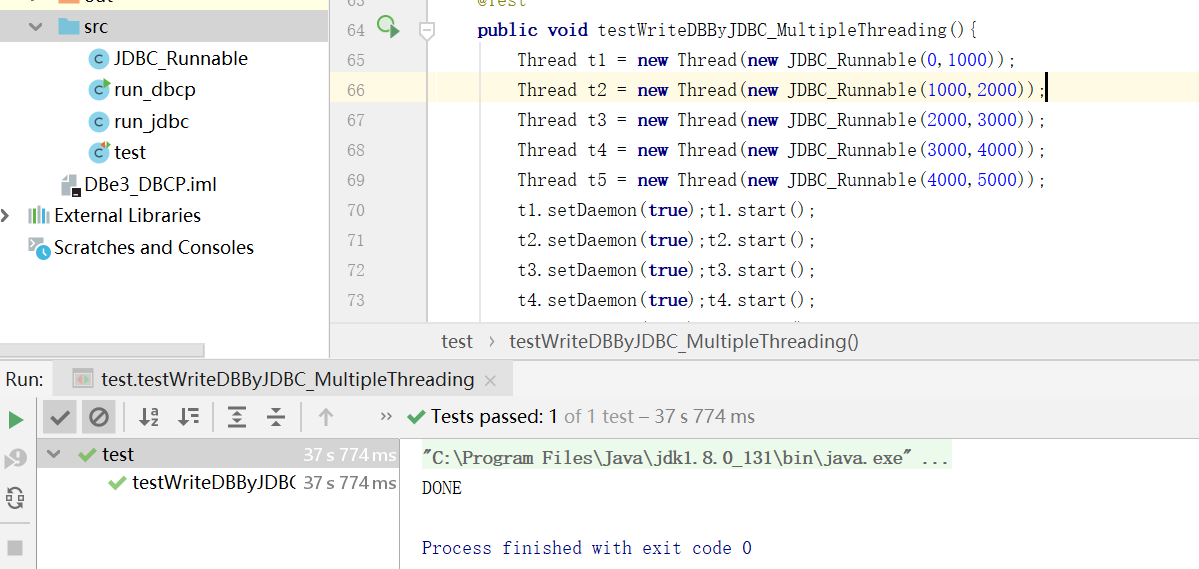 out
src
JDBC_Runnable
run_dbcp
run_jdbc
test
DBe3_DBCP.iml
External Libraries
Scratches and Consoles
63 @Test
64 public void testWriteDBByJDBC_MultipleThreading(){
65 Thread t1 = new Thread(new JDBC_Runnable(0,1000));
66 Thread t2 = new Thread(new JDBC_Runnable(1000,2000));
67 Thread t3 = new Thread(new JDBC_Runnable(2000,3000));
68 Thread t4 = new Thread(new JDBC_Runnable(3000,4000));
69 Thread t5 = new Thread(new JDBC_Runnable(4000,5000));
70 t1.setDaemon(true);t1.start();
71 t2.setDaemon(true);t2.start();
72 t3.setDaemon(true);t3.start();
73 t4.setDaemon(true);t4.start();
test › testWriteDBByJDBC_MultipleThreading()
Run: test.testWriteDBByJDBC_MultipleThreading ×
» Tests passed: 1 of 1 test – 37 s 774 ms
test 37 s 774 ms
testWriteDBByJDBC 37 s 774 ms
"C:\Program Files\Java\jdk1.8.0_131\bin\java.exe" ...
DONE
Process finished with exit code 0